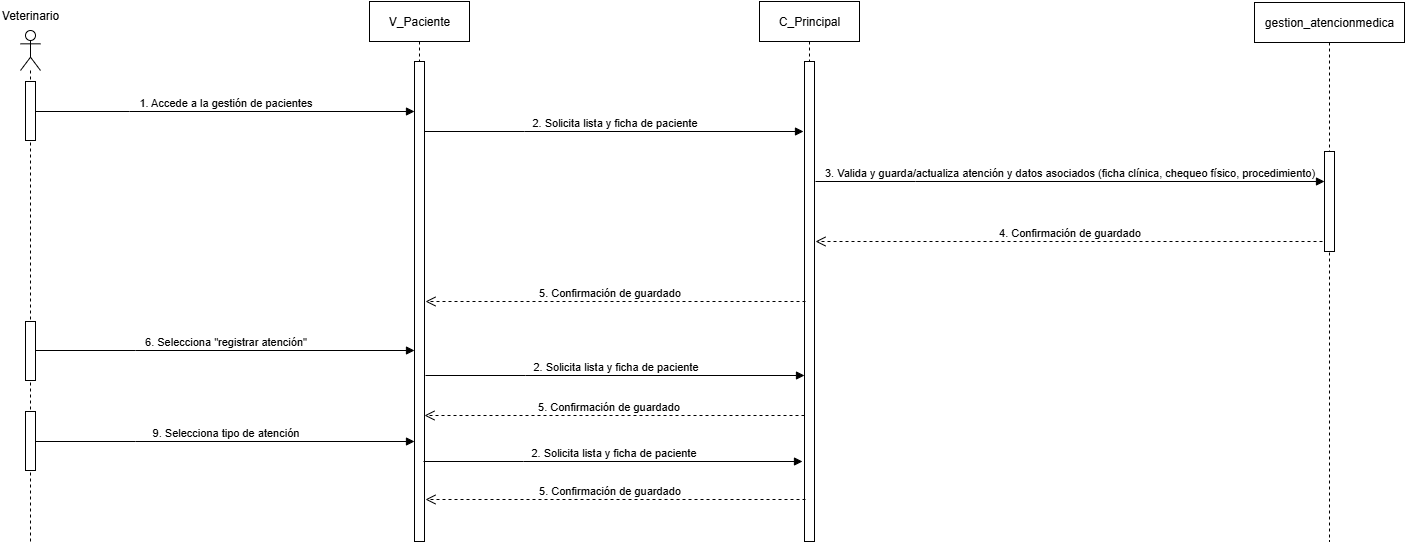 Veterinario
V_Paciente
C_Principal
gestion_atencionmedica
1. Accede a la gestión de pacientes
2. Solicita lista y ficha de paciente
3. Valida y guarda/actualiza atención y datos asociados (ficha clínica, chequeo físico, procedimiento)
4. Confirmación de guardado
5. Confirmación de guardado
6. Selecciona "registrar atención"
2. Solicita lista y ficha de paciente
5. Confirmación de guardado
9. Selecciona tipo de atención
2. Solicita lista y ficha de paciente
5. Confirmación de guardado